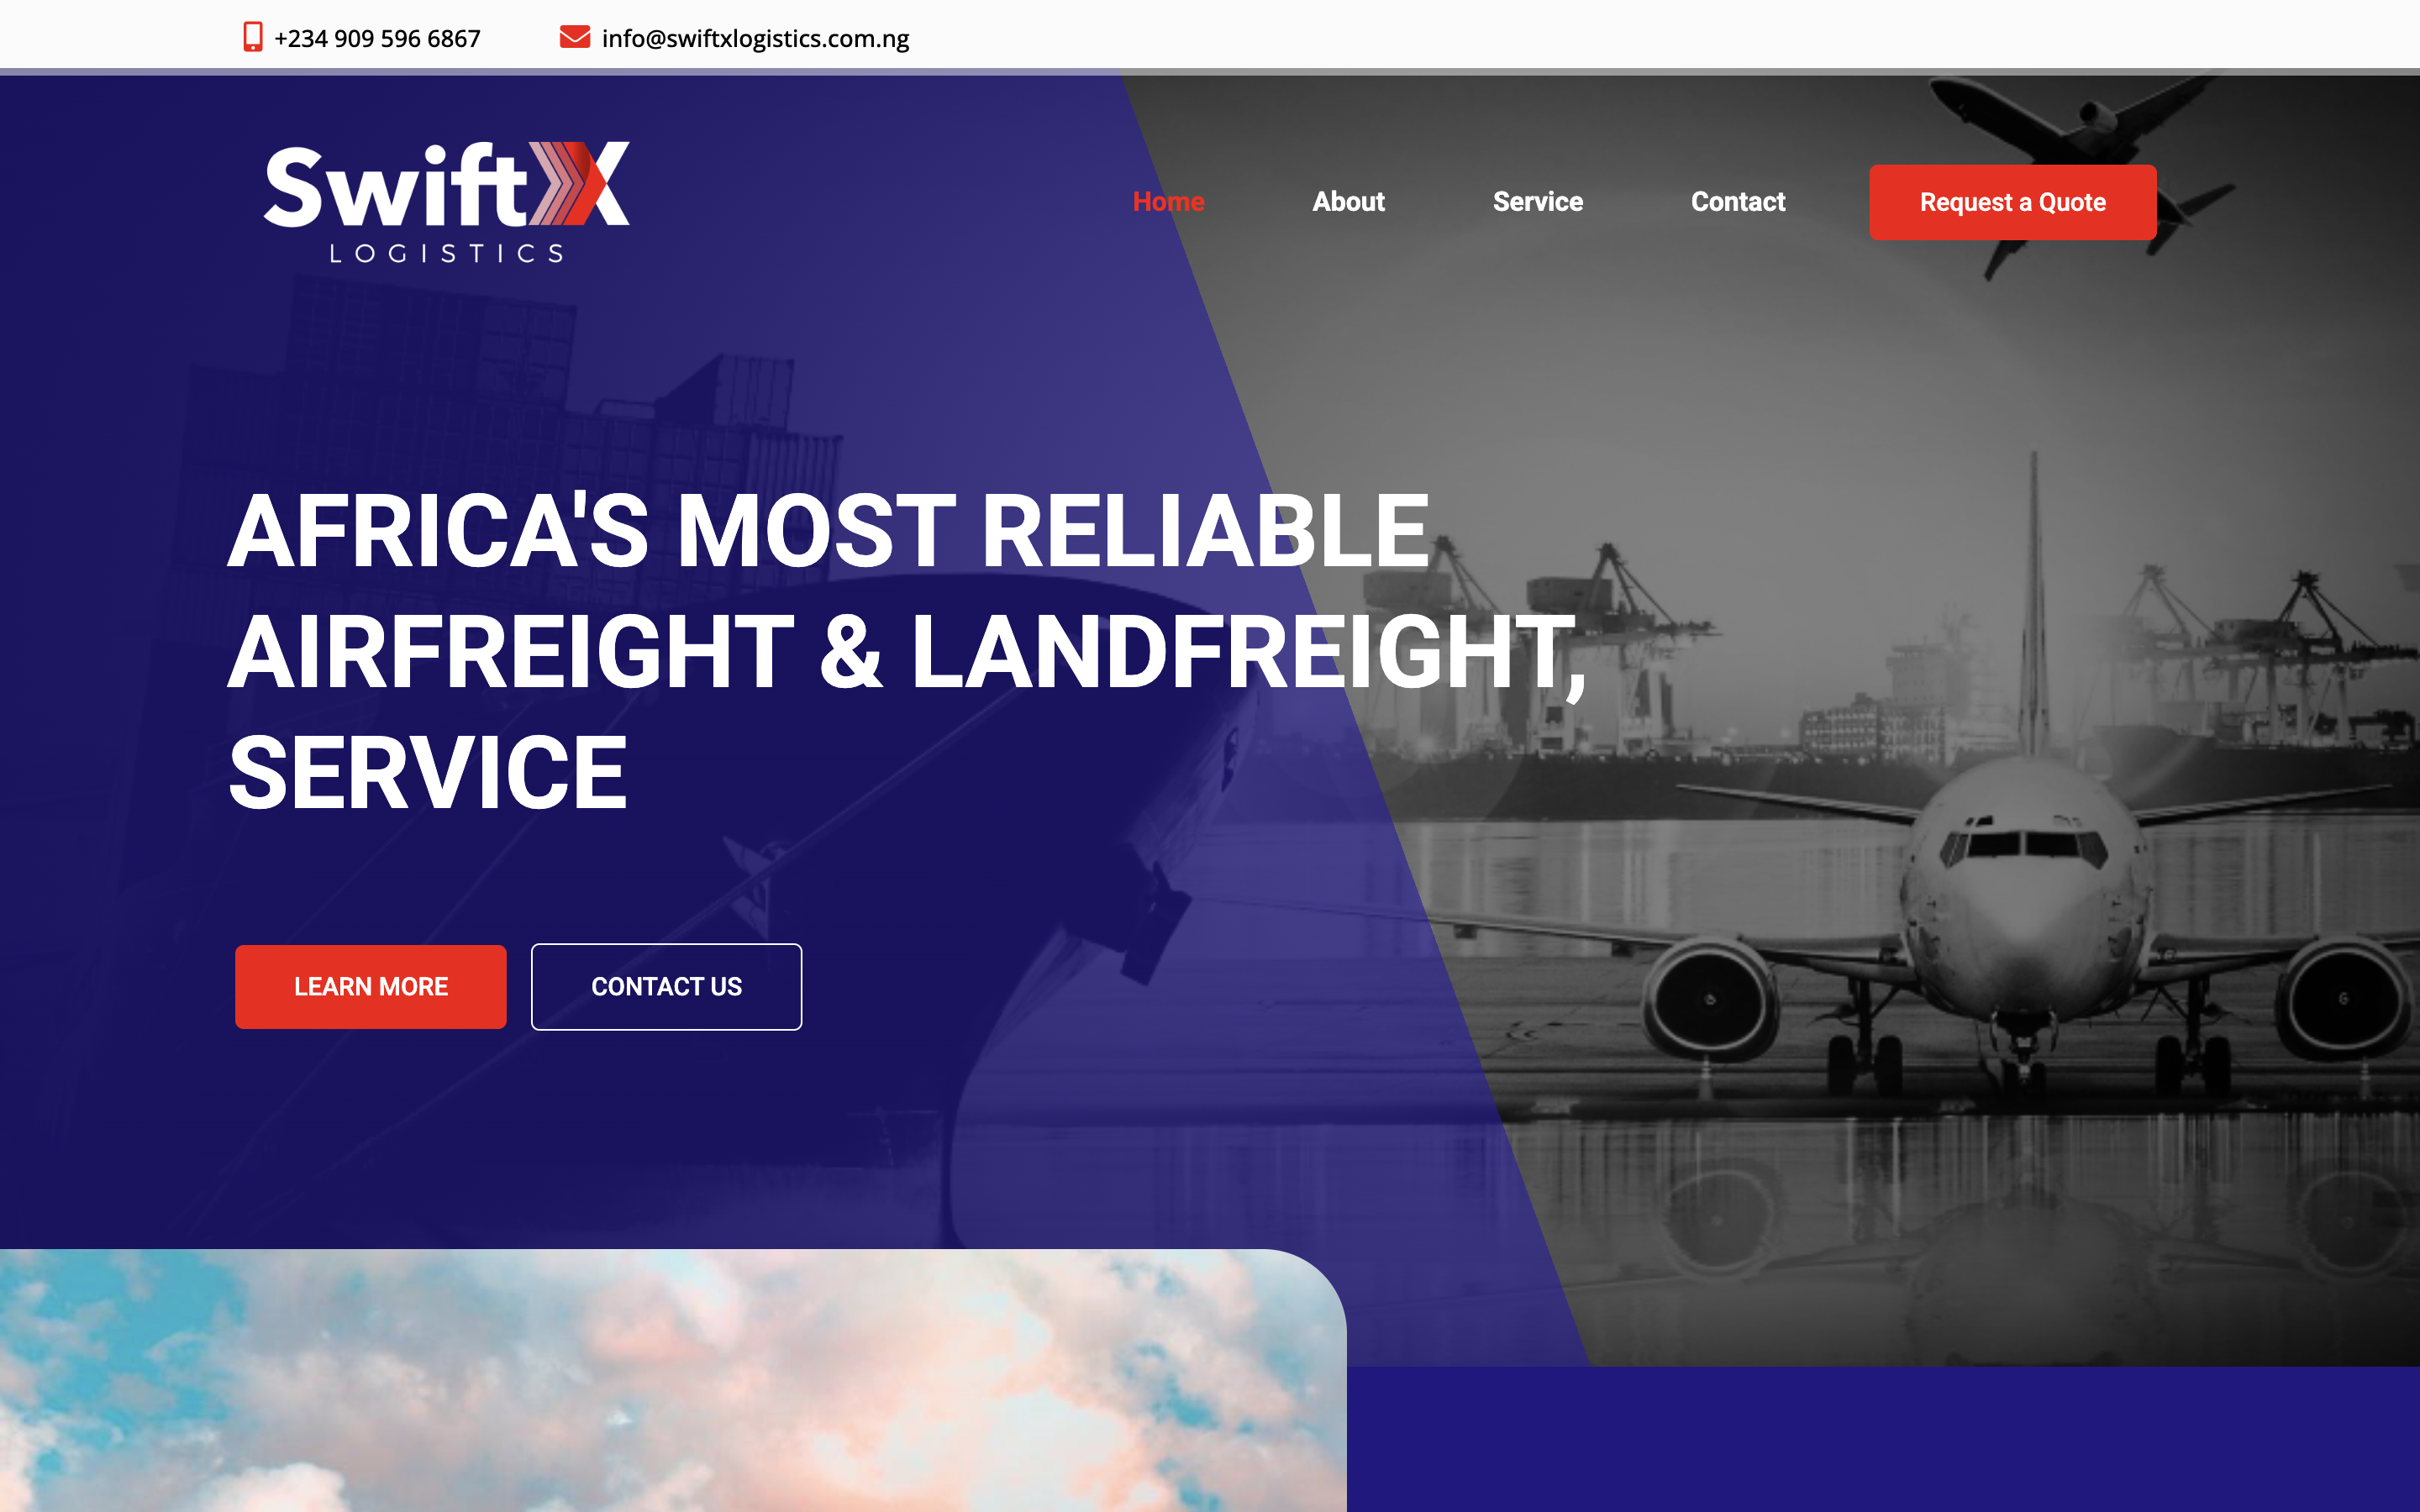 +234 909 596 6867 info@swiftxlogistics.com.ng
SwiftX
LOGISTICS
Home About Service Contact Request a Quote
AFRICA'S MOST RELIABLE
AIRFREIGHT & LANDFREIGHT,
SERVICE
LEARN MORE CONTACT US